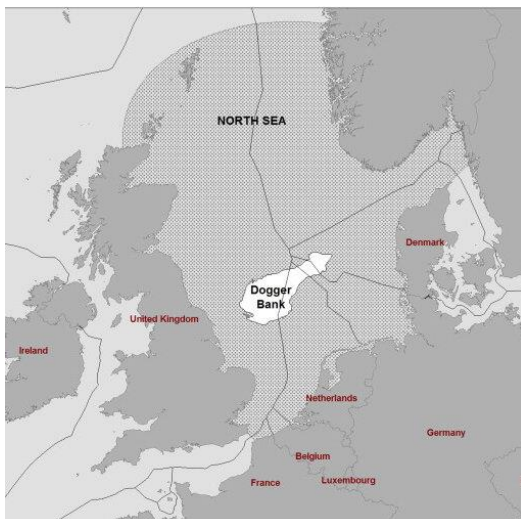 NORTH SEA
Denmark
Dogger
Bank
United Kingdom
Ireland
Netherlands
Germany
Belgium
Luxembourg
France